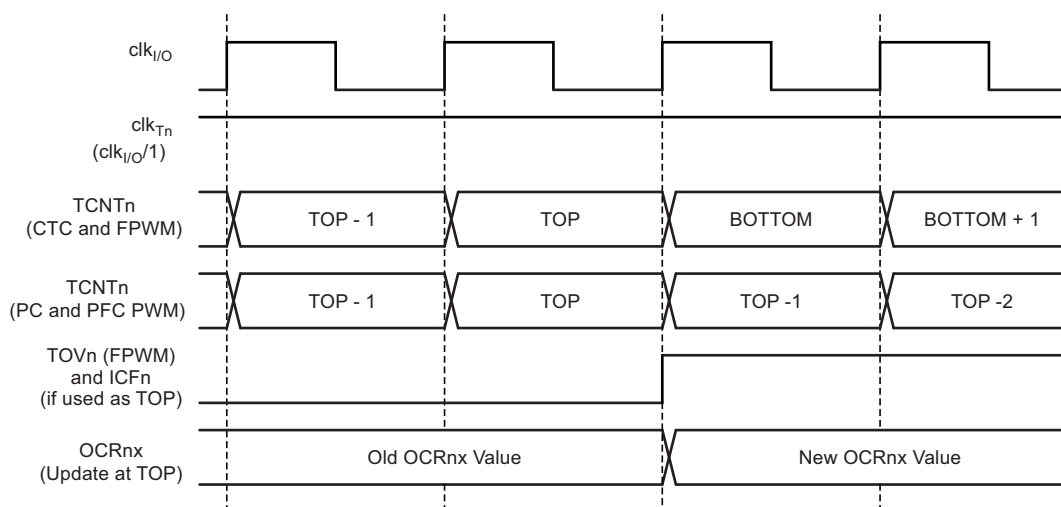 clkI/O
clkTn
(clkI/O/1)
TCNTn
(CTC and FPWM)
TOP - 1
TOP
BOTTOM
BOTTOM + 1
TCNTn
(PC and PFC PWM)
TOP - 1
TOP
TOP -1
TOP -2
TOVn (FPWM)
and ICFn
(if used as TOP)
OCRnx
(Update at TOP)
Old OCRnx Value
New OCRnx Value